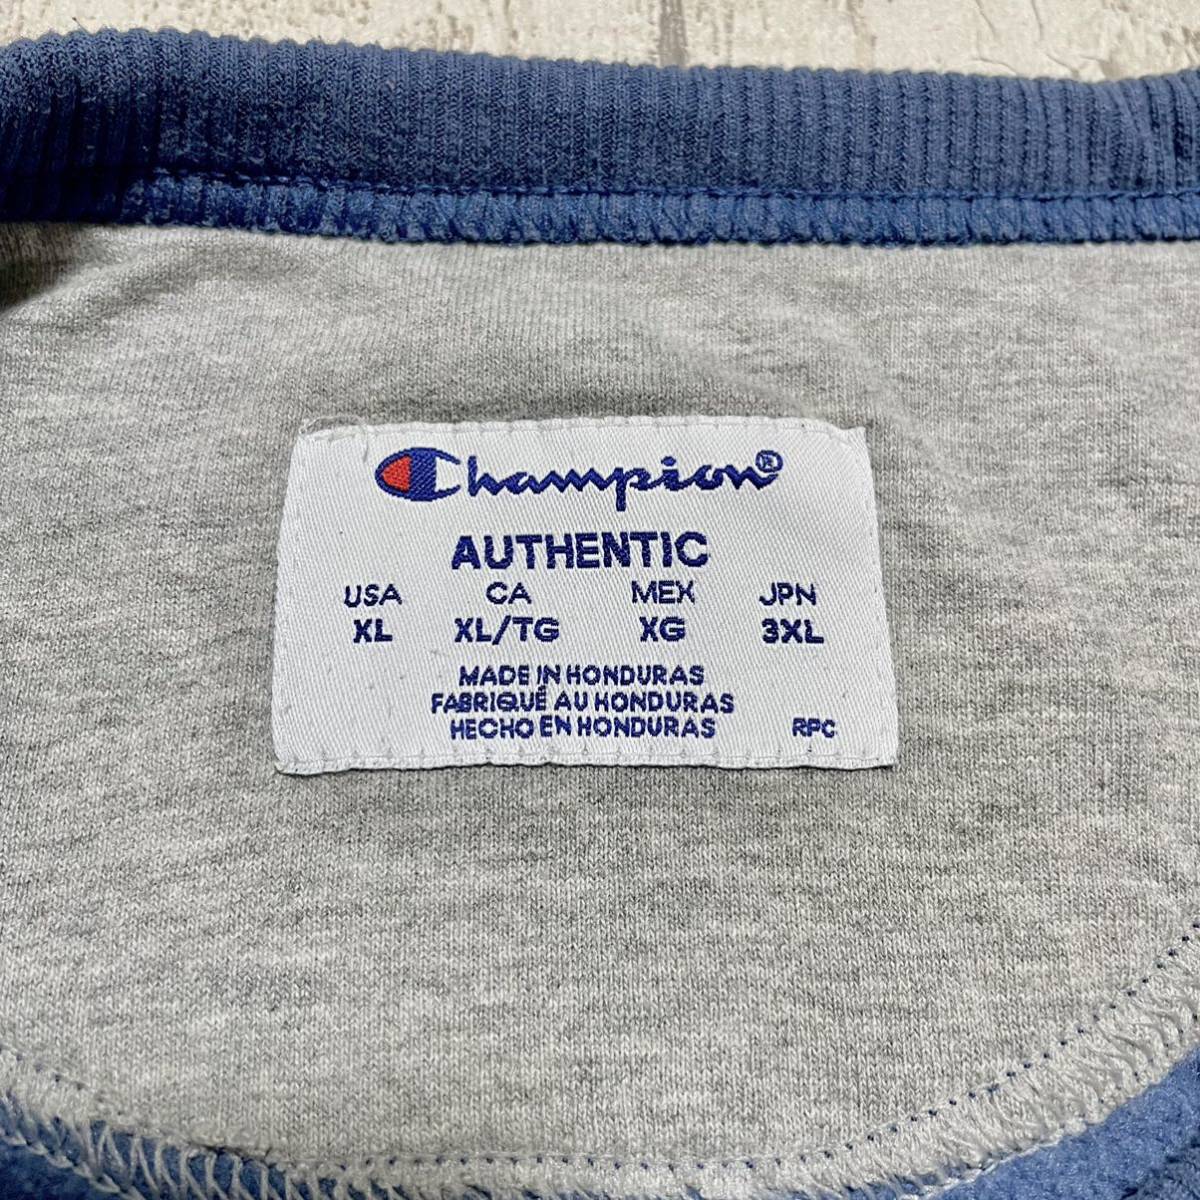 Champion®
AUTHENTIC
USA CA MEX JPN
XL XL/TG XG 3XL
MADE IN HONDURAS
FABRIQUÉ AU HONDURAS
HECHO EN HONDURAS RPC